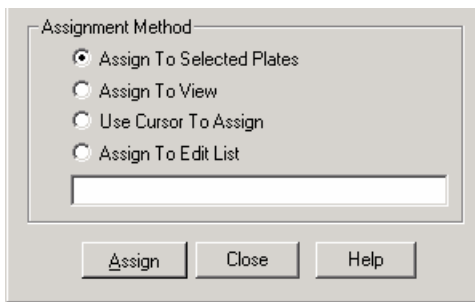 Assignment Method
Assign To Selected Plates
Assign To View
Use Cursor To Assign
Assign To Edit List
Assign Close Help